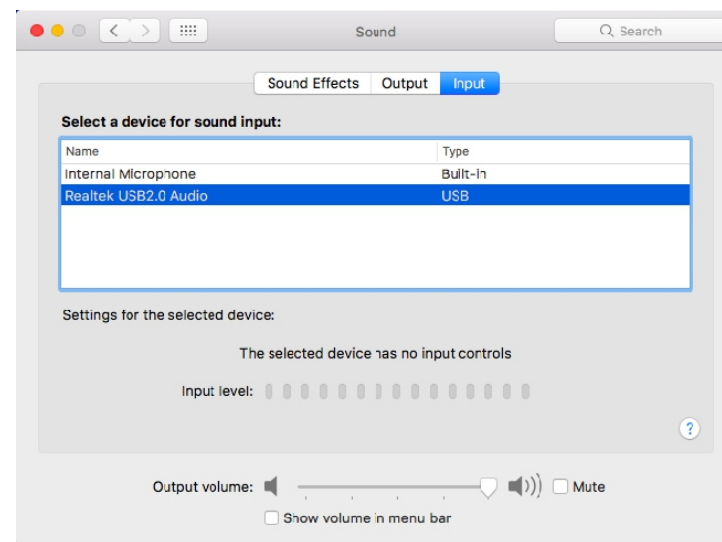 Sound
Search
Sound Effects Output Input
Select a device for sound input:
Name Type
Internal Microphone Built-in
Realtek USB2.0 Audio USB
Settings for the selected device:
The selected device has no input controls
Input level:
?
Output volume: Mute
Show volume in menu bar